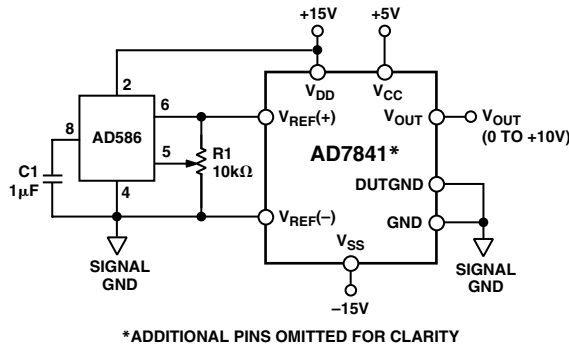 +15V
+5V
2
V_DD
V_CC
8
6
AD586
V_REF(+)
V_OUT
V_OUT
(0 TO +10V)
5
R1
10kΩ
AD7841*
C1
1µF
4
DUTGND
V_REF(–)
GND
V_SS
SIGNAL
GND
SIGNAL
GND
–15V
*ADDITIONAL PINS OMITTED FOR CLARITY